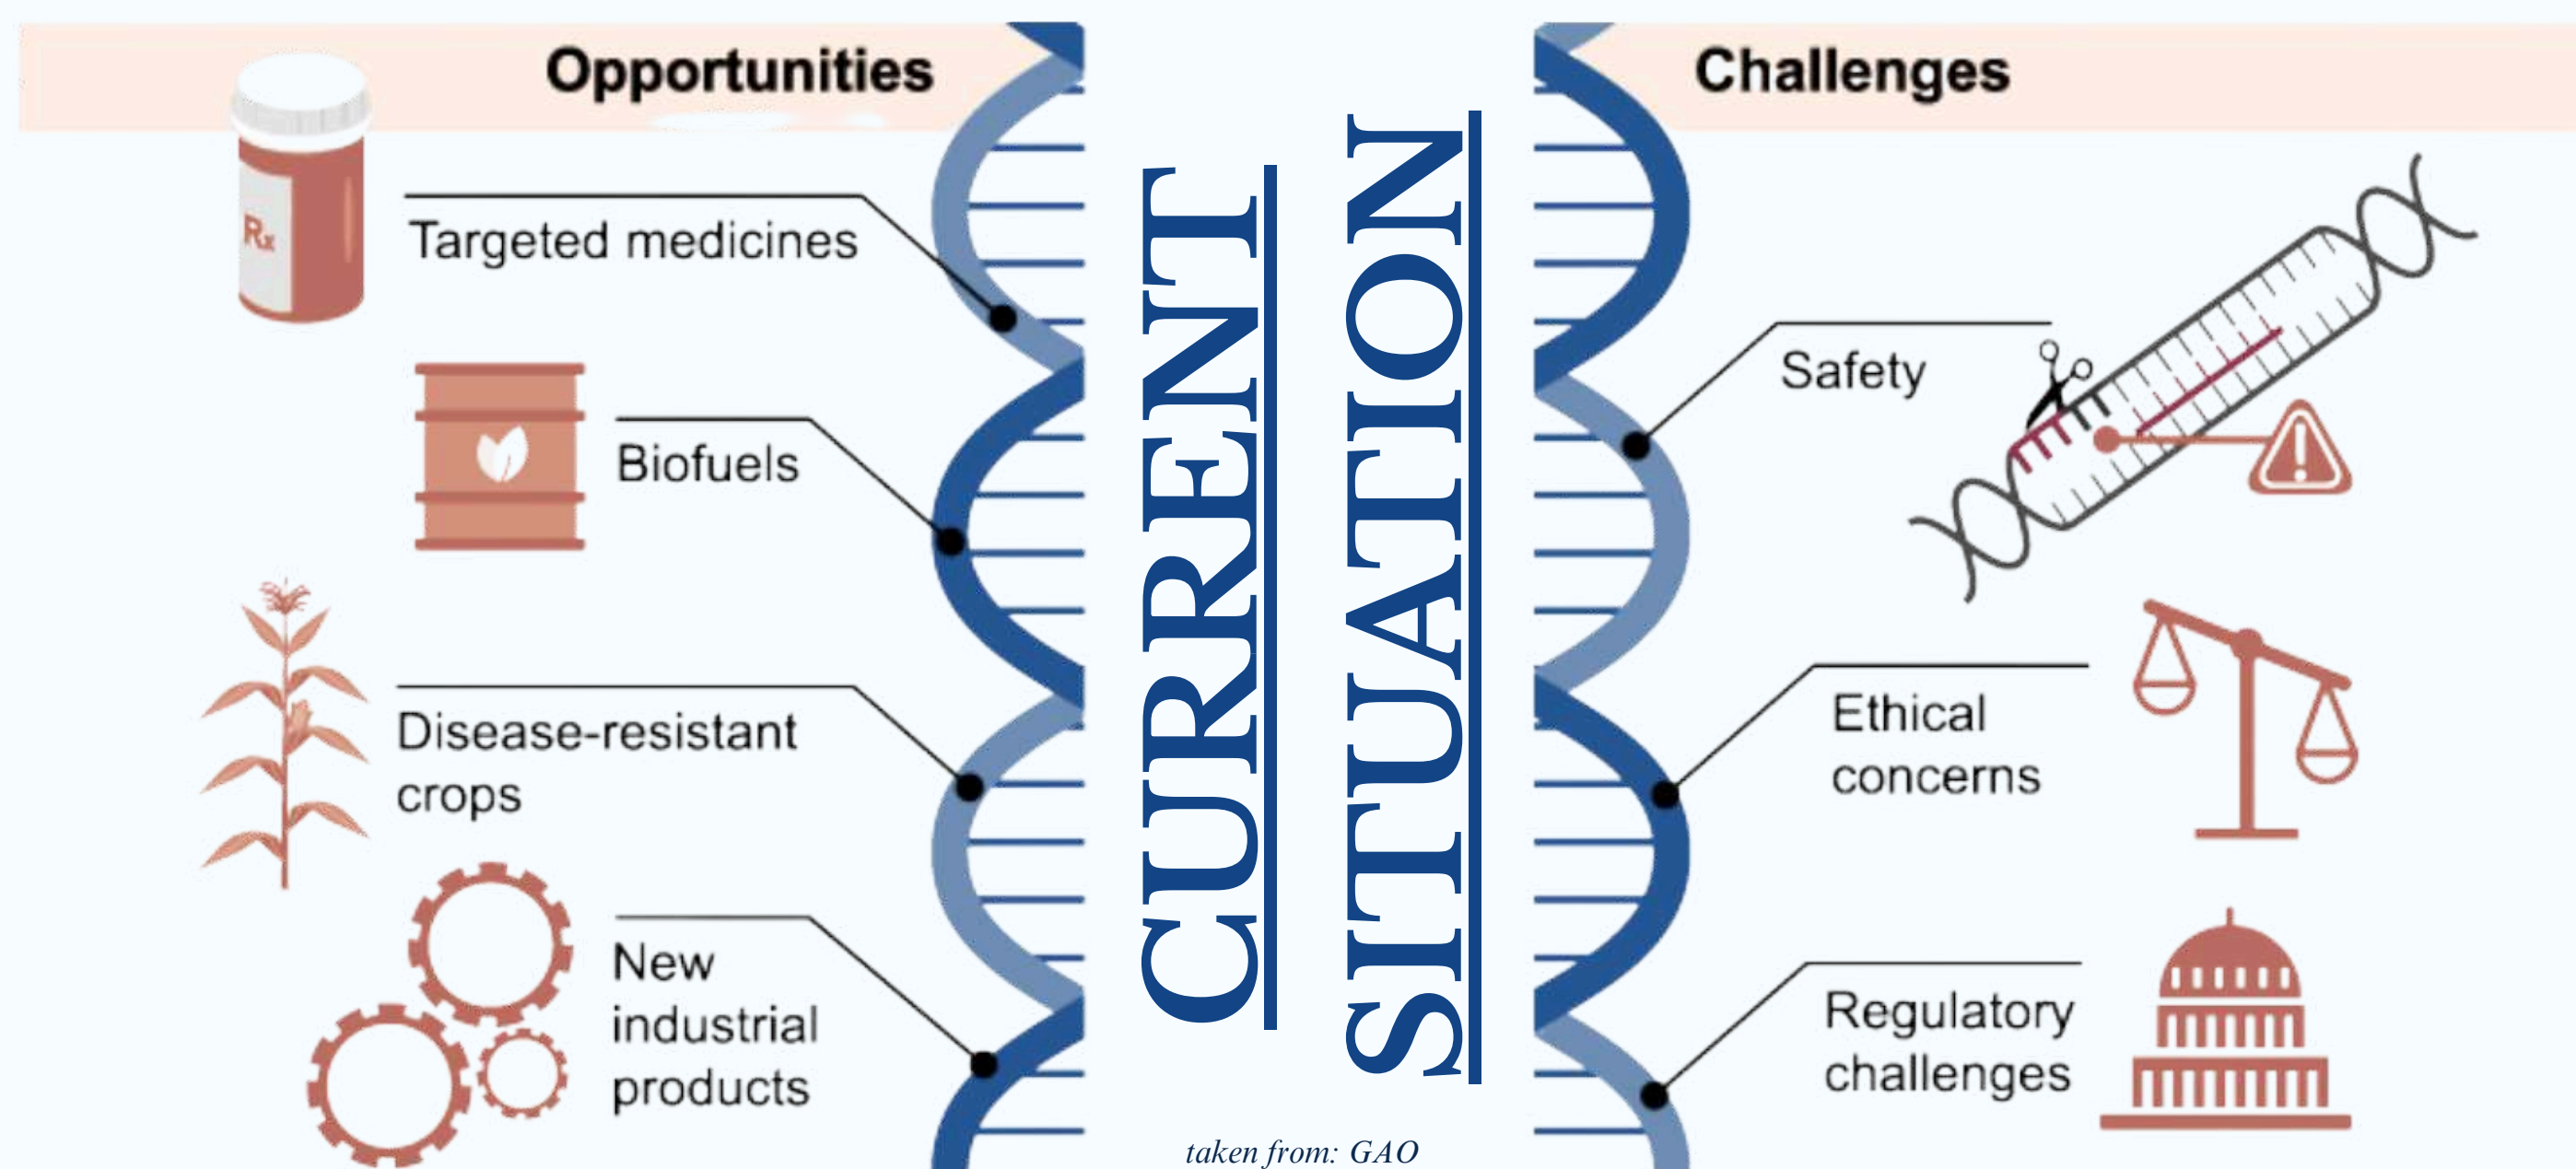 Opportunities
Rx
Targeted medicines
Biofuels
Disease-resistant
crops
New
industrial
products
CURRENT
SITUATION
taken from: GAO
Challenges
Safety
Ethical
concerns
Regulatory
challenges